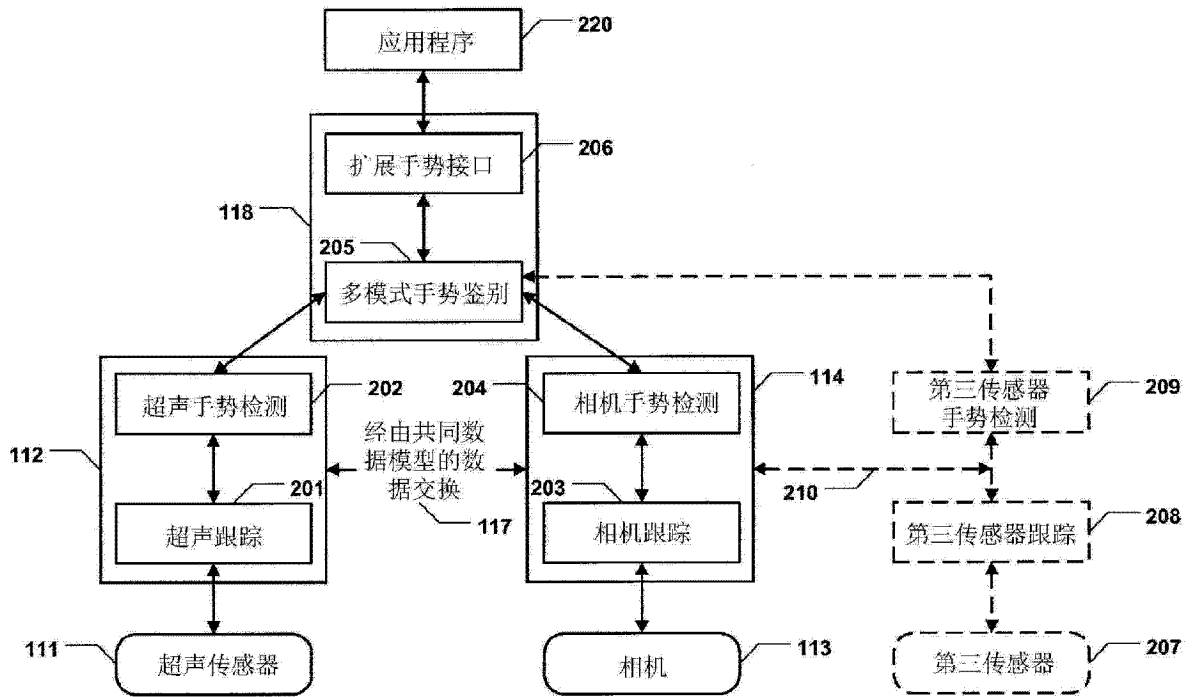 应用程序
220
扩展手势接口
206
118
205
多模式手势鉴别
超声手势检测
202
204
相机手势检测
114
第三传感器
手势检测
209
112
经由共同数
据模型的数
据交换
201
117
203
210
超声跟踪
相机跟踪
第三传感器跟踪
208
111
超声传感器
相机
113
第三传感器
207